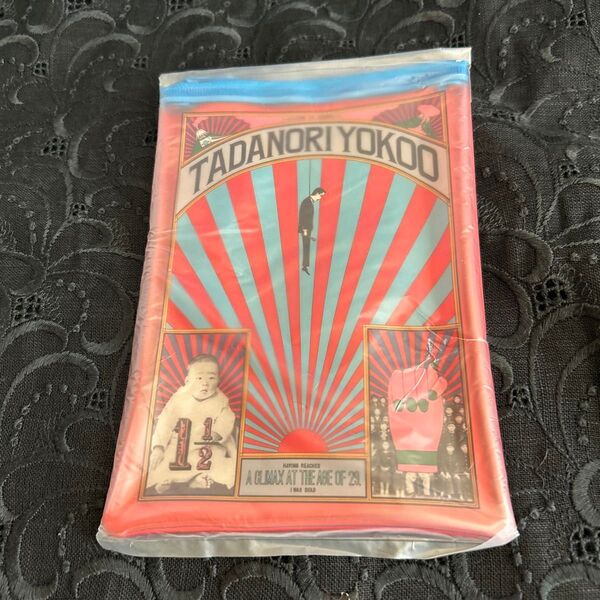 TADANORI YOKOO
1 1/2
HAVING REACHED
A CLIMAX AT THE AGE OF 29,
I WAS DEAD